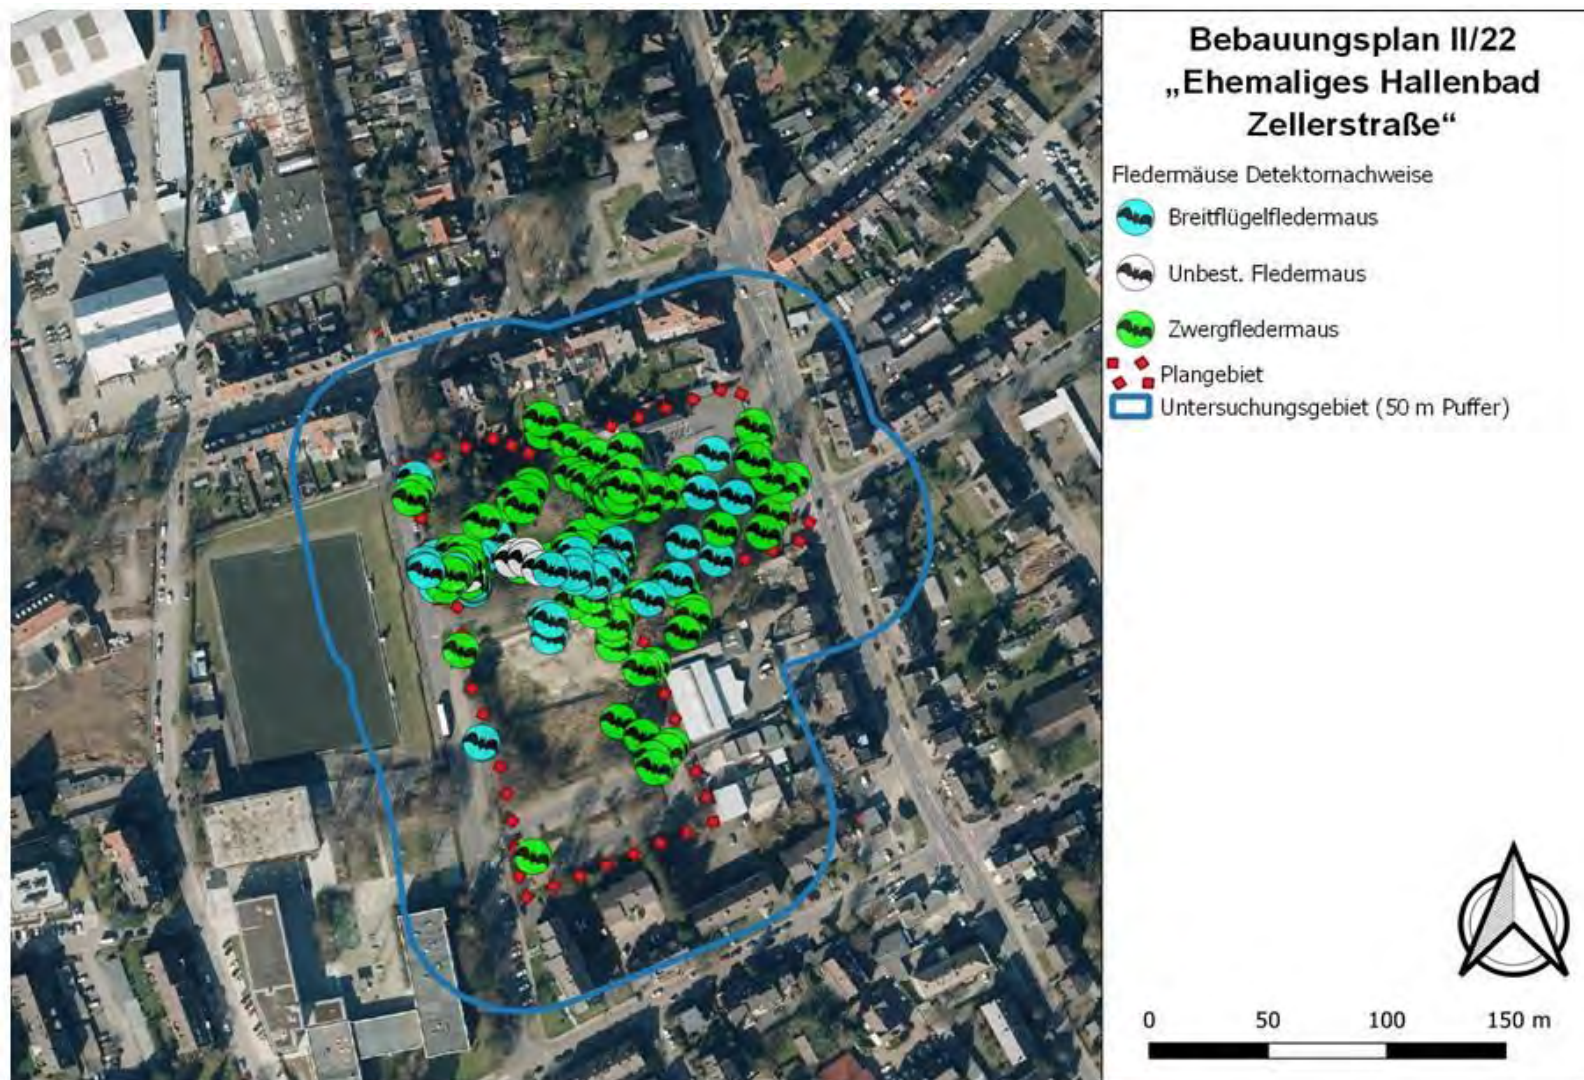 Bebauungsplan II/22
„Ehemaliges Hallenbad
Zellerstraße“
Fledermäuse Detektornachweise
Breitflügelfledermaus
Unbest. Fledermaus
Zwergfledermaus
Plangebiet
Untersuchungsgebiet (50 m Puffer)
0 50 100 150 m